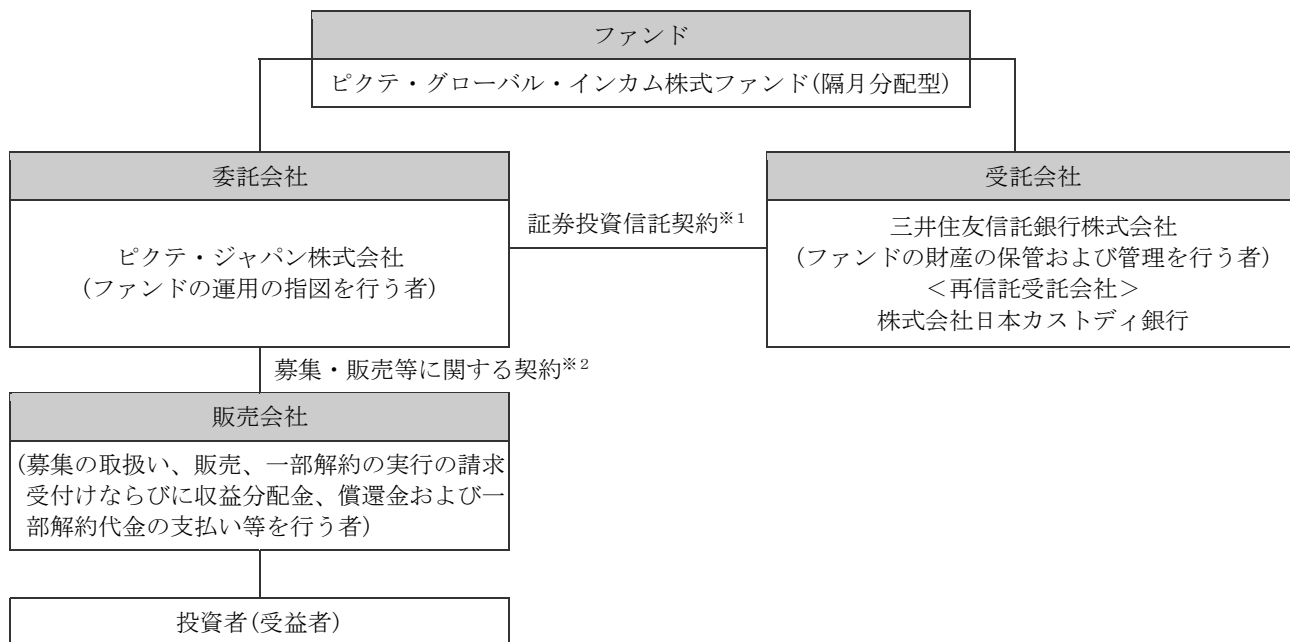 ファンド
ピクテ・グローバル・インカム株式ファンド(隔月分配型)
委託会社
ピクテ・ジャパン株式会社
(ファンドの運用の指図を行う者)
証券投資信託契約※1
受託会社
三井住友信託銀行株式会社
(ファンドの財産の保管および管理を行う者)
＜再信託受託会社＞
株式会社日本カストディ銀行
募集・販売等に関する契約※2
販売会社
(募集の取扱い、販売、一部解約の実行の請求
受付けならびに収益分配金、償還金および一
部解約代金の支払い等を行う者)
投資者(受益者)